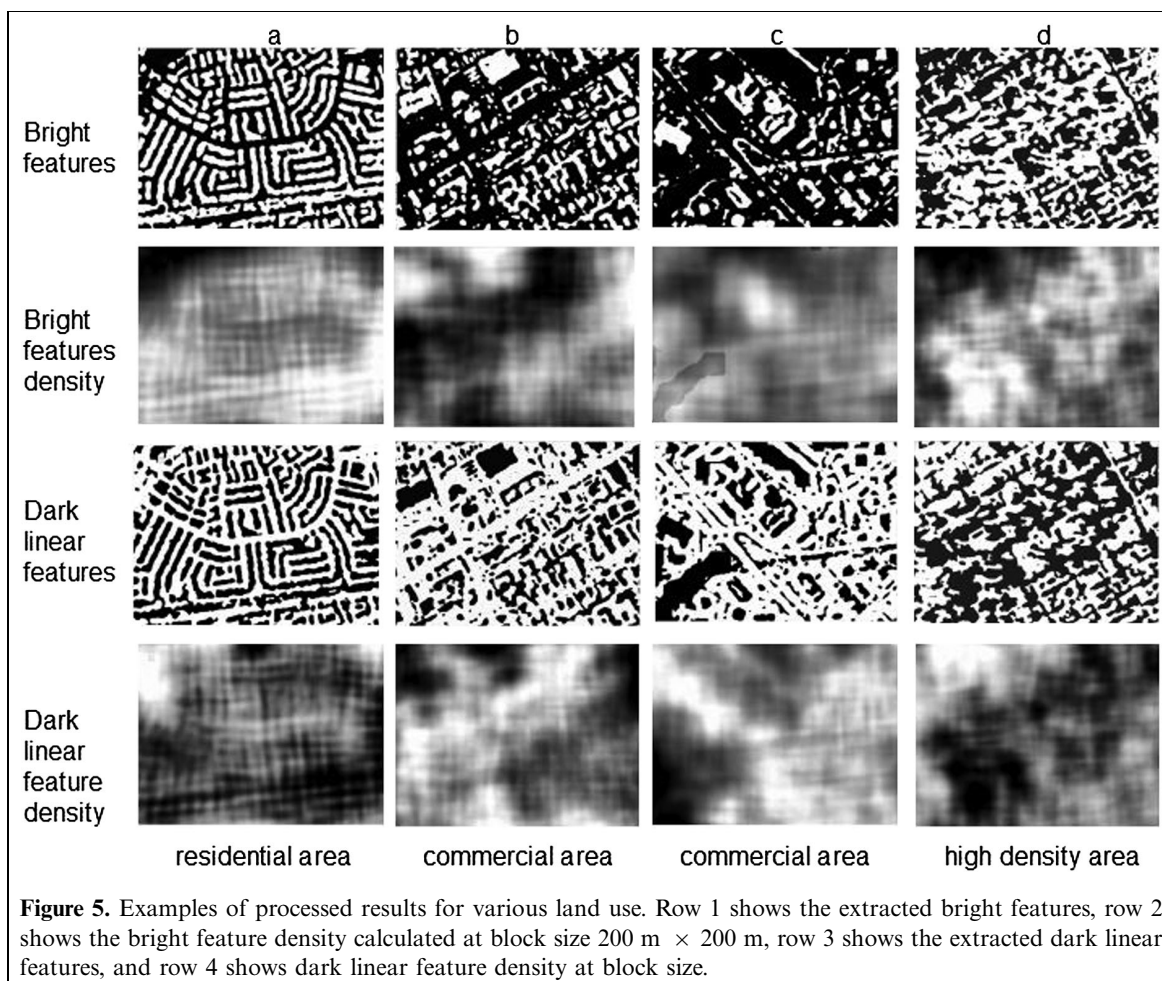 a b c d
Bright
features
Bright
features
density
Dark
linear
features
Dark
linear
feature
density
residential area commercial area commercial area high density area
Figure 5. Examples of processed results for various land use. Row 1 shows the extracted bright features, row 2
shows the bright feature density calculated at block size 200 m × 200 m, row 3 shows the extracted dark linear
features, and row 4 shows dark linear feature density at block size.